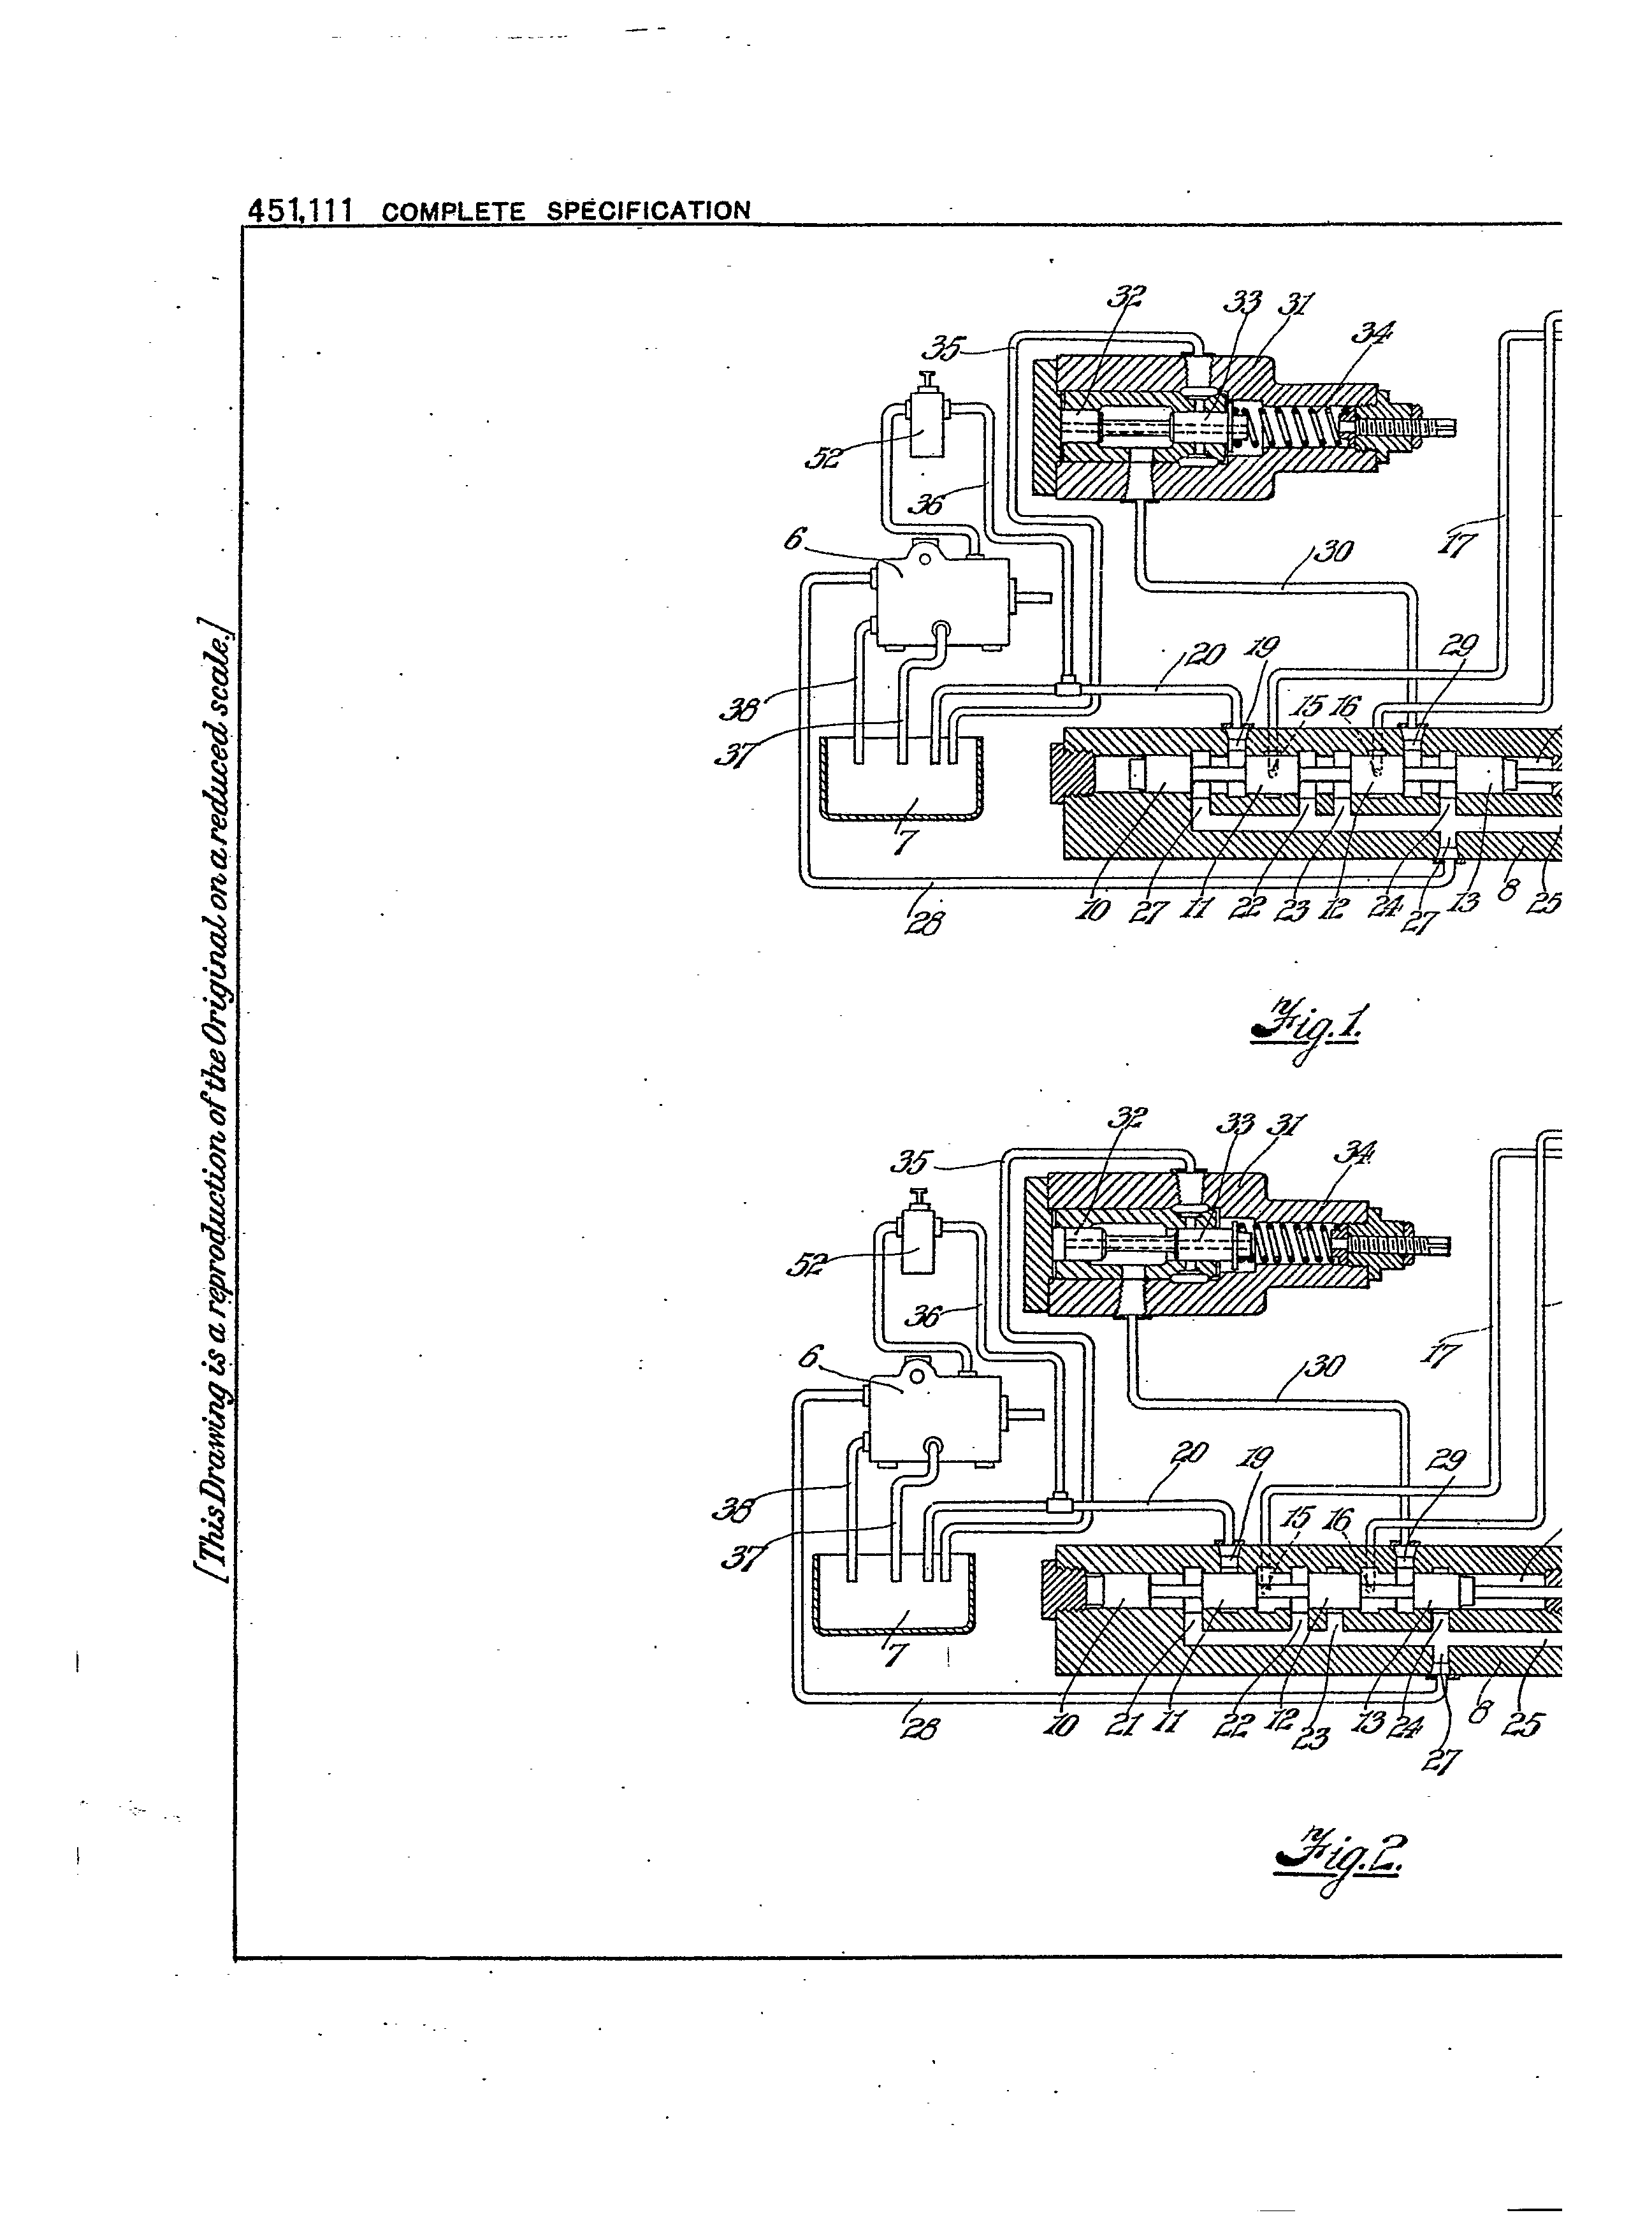 451,111 COMPLETE SPECIFICATION
[This Drawing is a reproduction of the Original on a reduced scale.]
32 33 31
35 34
52
36
6 30 17
20 19 29
38 15 16
37
7
10 27 11 22 23 12 24 27 13 8 25
28
Fig.1.
32 33 31
35 34
52
36
6 30 17
20 19 29
38 15 16
37
7
28 10 21 11 22 12 23 13 24 8 25
27
Fig.2.